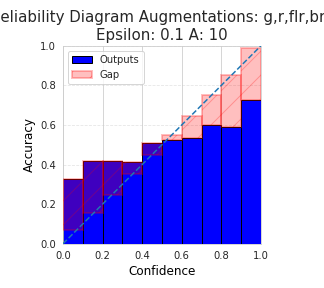 eliability Diagram Augmentations: g,r,flr,br
Epsilon: 0.1 A: 10
1.0
0.8
0.6
0.4
0.2
0.0
Outputs
Gap
Accuracy
0.0 0.2 0.4 0.6 0.8 1.0
Confidence